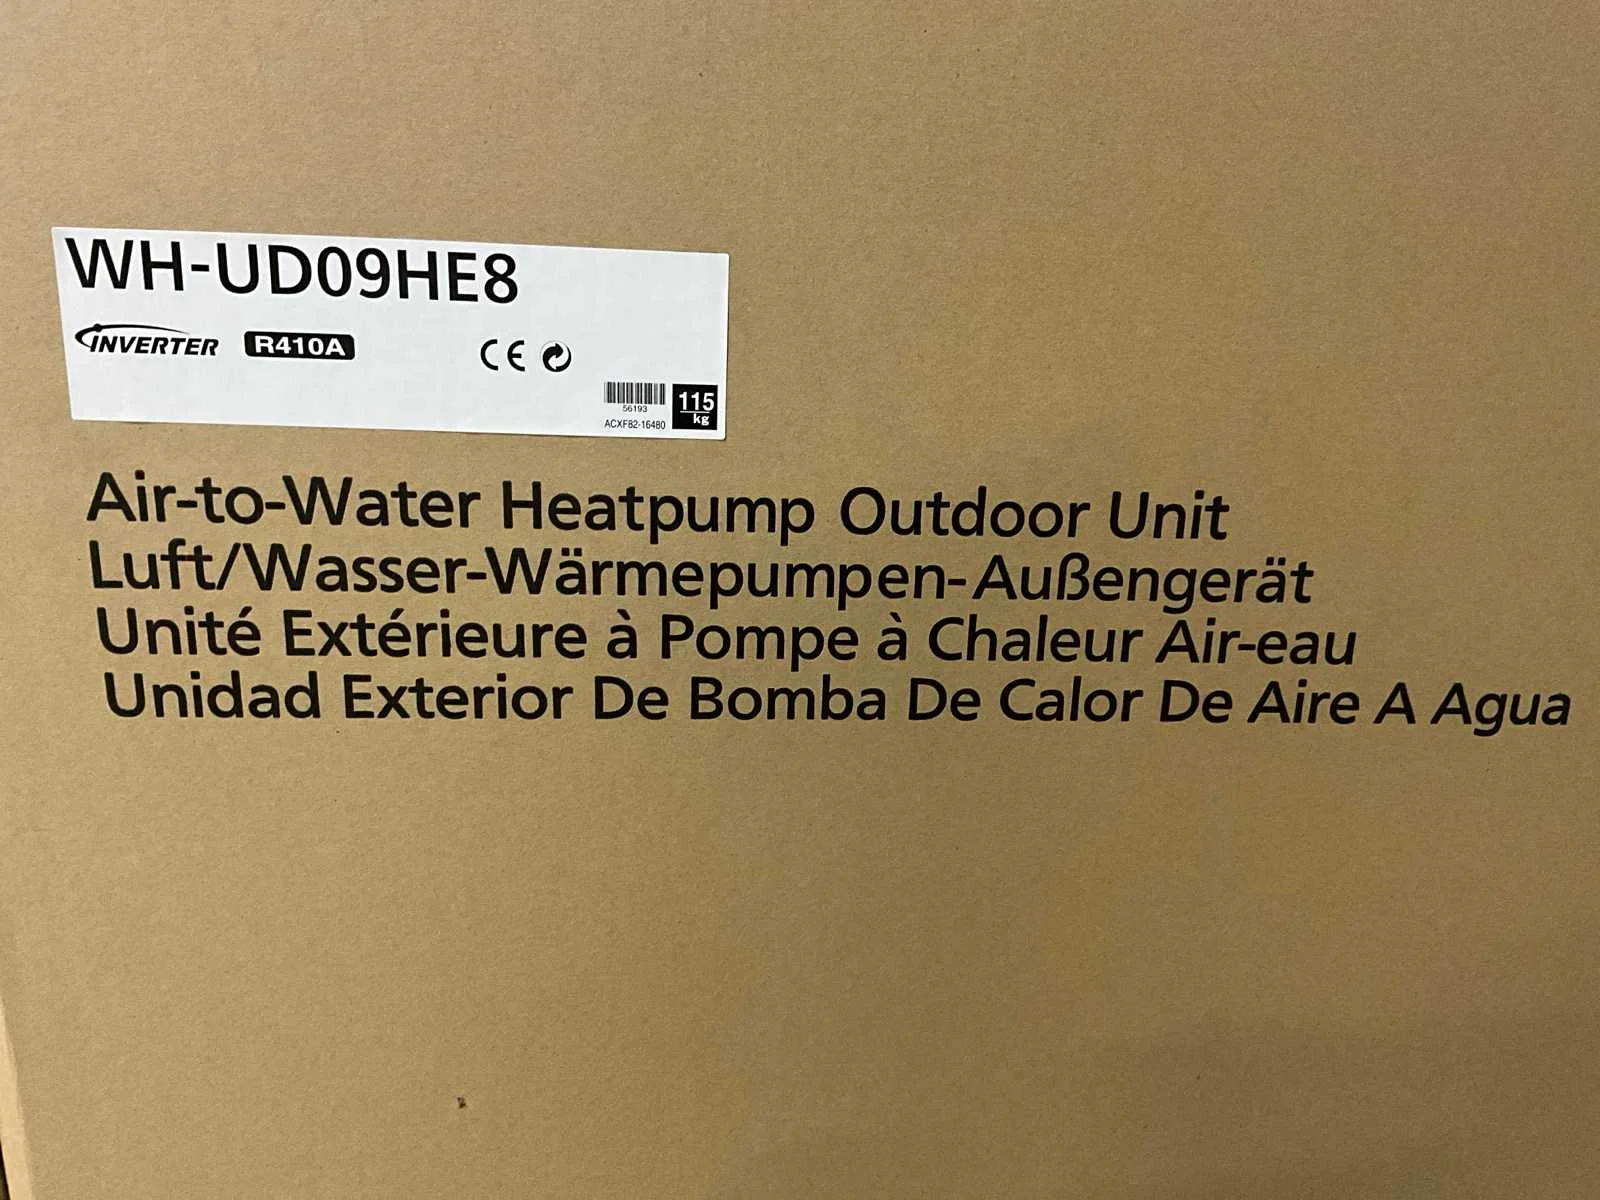 WH-UD09HE8
INVERTER R410A CE
56193
ACXF82-16480
115
kg
Air-to-Water Heatpump Outdoor Unit
Luft/Wasser-Wärmepumpen-Außengerät
Unité Extérieure à Pompe à Chaleur Air-eau
Unidad Exterior De Bomba De Calor De Aire A Agua